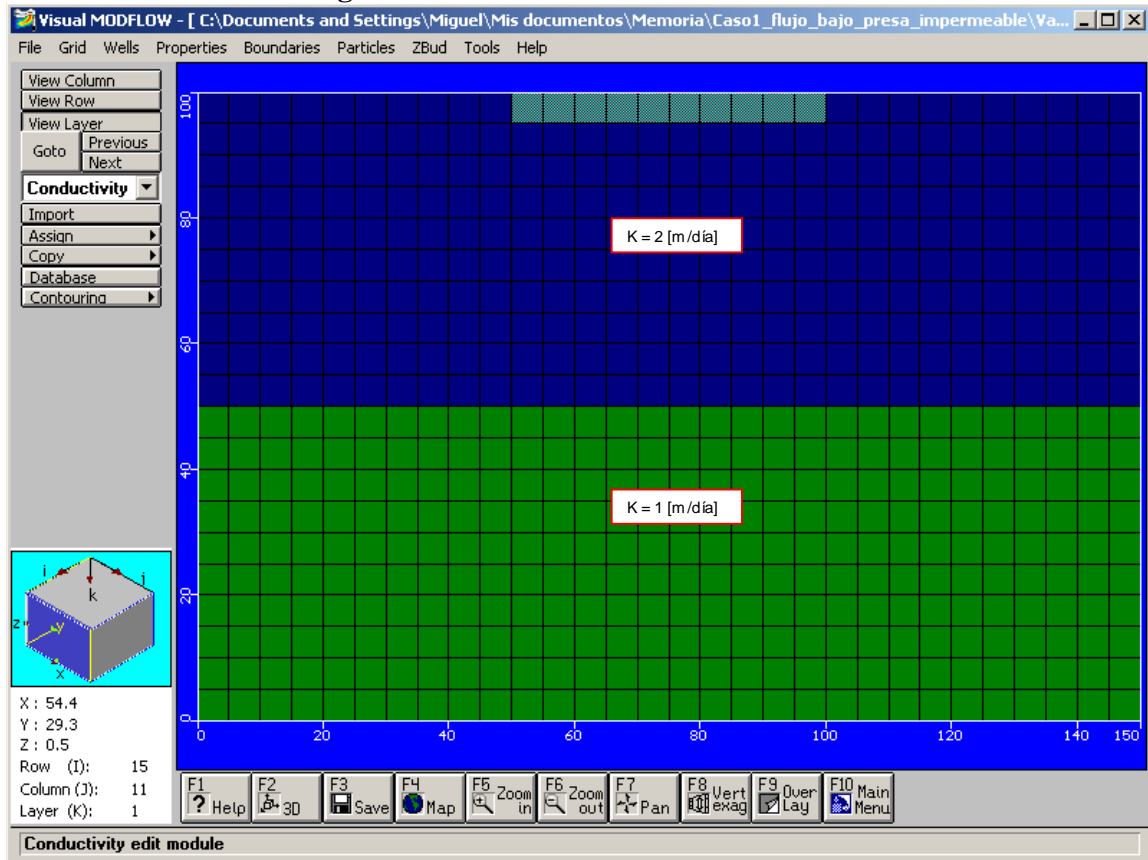 Visual MODFLOW - [ C:\Documents and Settings\Miguel\Mis documentos\Memoria\Caso1_flujo_bajo_presa_impermeable\Va...
File Grid Wells Properties Boundaries Particles ZBud Tools Help
View Column
View Row
View Layer
Goto
Previous
Next
Conductivity
Import
Assign
Copy
Database
Contouring
100
80
60
40
20
0
K = 2 [m/día]
K = 1 [m/día]
0 20 40 60 80 100 120 140 150
i
j
k
z
y
x
X : 54.4
Y : 29.3
Z : 0.5
Row (I): 15
Column (J): 11
Layer (K): 1
F1 ? Help
F2 3D
F3 Save
F4 Map
F5 Zoom in
F6 Zoom out
F7 Pan
F8 Vert exag
F9 Over Lay
F10 Main Menu
Conductivity edit module